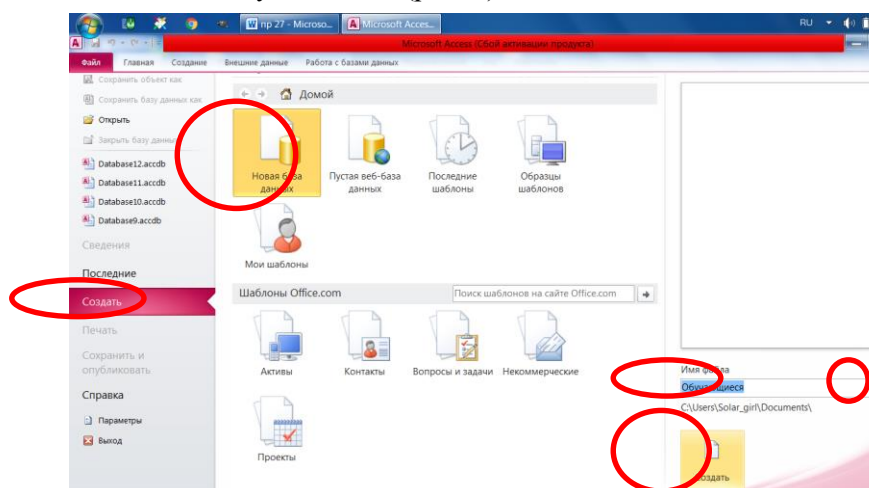 пр 27 - Microso...
Microsoft Acces...
RU
Microsoft Access (Сбой активации продукта)
Файл Главная Создание Внешние данные Работа с базами данных
Сохранить объект как
Сохранить базу данных как
Открыть
Закрыть базу данных
Database12.accdb
Database11.accdb
Database10.accdb
Database9.accdb
Сведения
Последние
Создать
Печать
Сохранить и
опубликовать
Справка
Параметры
Выход
Домой
Новая база
данных
Пустая веб-база
данных
Последние
шаблоны
Образцы
шаблонов
Мои шаблоны
Шаблоны Office.com
Поиск шаблонов на сайте Office.com
Активы
Контакты
Вопросы и задачи
Некоммерческие
Проекты
Имя файла
Обучающиеся
C:\Users\Solar_girl\Documents\
Создать